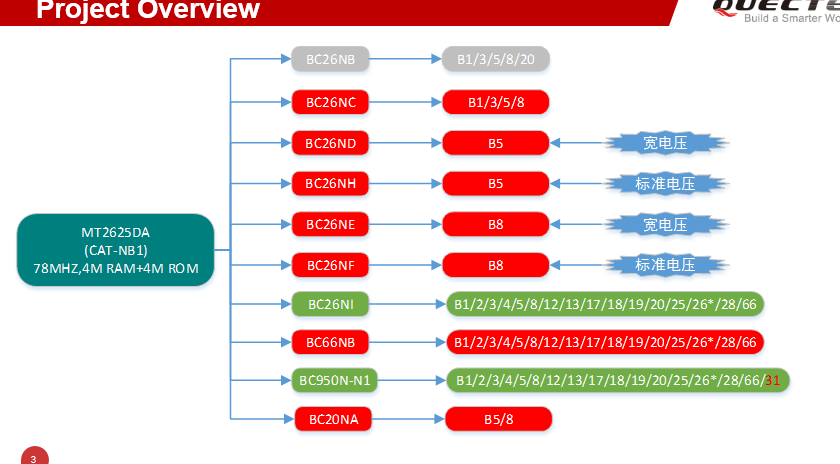 Project Overview
QUECTE
Build a Smarter Wo
BC26NB B1/3/5/8/20
BC26NC B1/3/5/8
BC26ND B5 宽电压
BC26NH B5 标准电压
BC26NE B8 宽电压
BC26NF B8 标准电压
MT2625DA
(CAT-NB1)
78MHZ,4M RAM+4M ROM
BC26NI B1/2/3/4/5/8/12/13/17/18/19/20/25/26*/28/66
BC66NB B1/2/3/4/5/8/12/13/17/18/19/20/25/26*/28/66
BC950N-N1 B1/2/3/4/5/8/12/13/17/18/19/20/25/26*/28/66/31
BC20NA B5/8
3